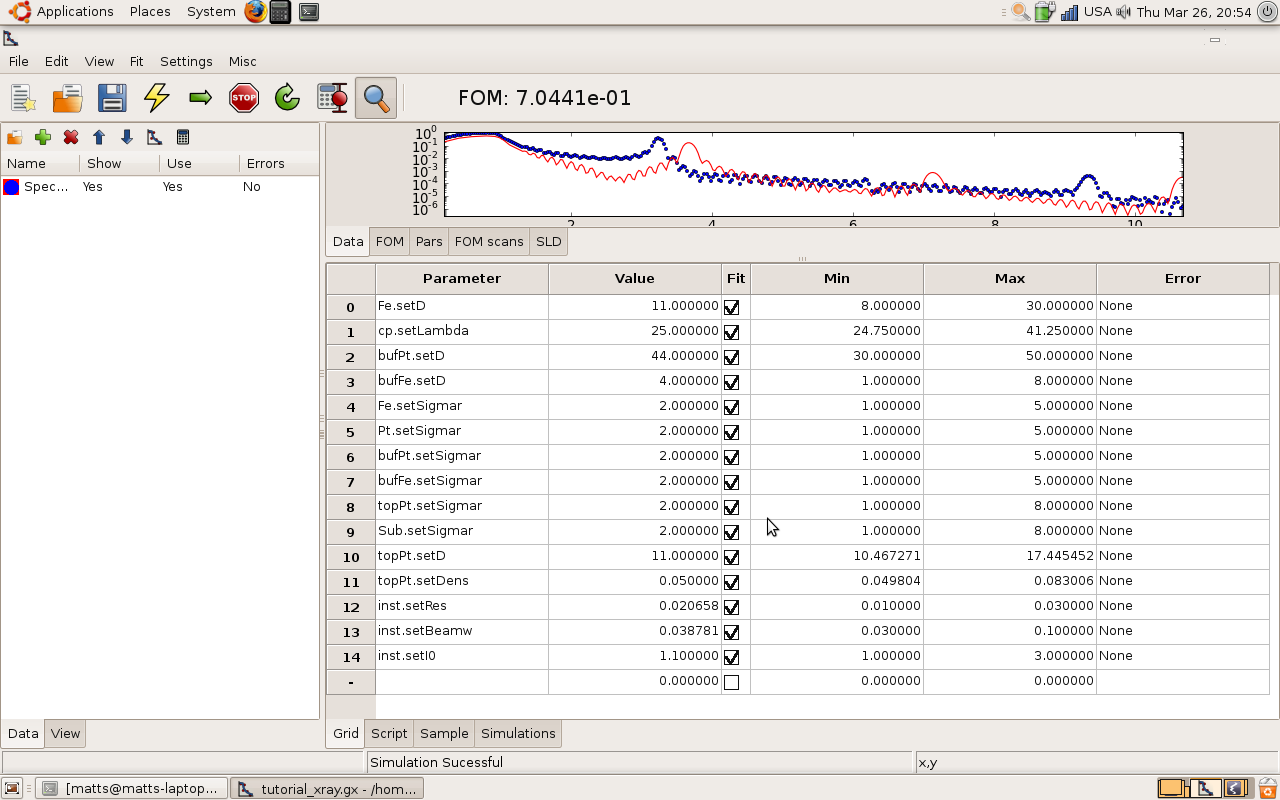 Applications Places System USA Thu Mar 26, 20:54
File Edit View Fit Settings Misc
STOP FOM: 7.0441e-01
Name Show Use Errors
Spec... Yes Yes No
10^0
10^-1
10^-2
10^-3
10^-4
10^-5
10^-6
10^-7
2 4 6 8 10
Data FOM Pars FOM scans SLD
Parameter Value Fit Min Max Error
0 Fe.setD 11.000000 8.000000 30.000000 None
1 cp.setLambda 25.000000 24.750000 41.250000 None
2 bufPt.setD 44.000000 30.000000 50.000000 None
3 bufFe.setD 4.000000 1.000000 8.000000 None
4 Fe.setSigmar 2.000000 1.000000 5.000000 None
5 Pt.setSigmar 2.000000 1.000000 5.000000 None
6 bufPt.setSigmar 2.000000 1.000000 5.000000 None
7 bufFe.setSigmar 2.000000 1.000000 5.000000 None
8 topPt.setSigmar 2.000000 1.000000 8.000000 None
9 Sub.setSigmar 2.000000 1.000000 8.000000 None
10 topPt.setD 11.000000 10.467271 17.445452 None
11 topPt.setDens 0.050000 0.049804 0.083006 None
12 inst.setRes 0.020658 0.010000 0.030000 None
13 inst.setBeamw 0.038781 0.030000 0.100000 None
14 inst.setI0 1.100000 1.000000 3.000000 None
- 0.000000 0.000000 0.000000
Data View Grid Script Sample Simulations
Simulation Sucessful x,y
[matts@matts-laptop... tutorial_xray.gx - /hom...